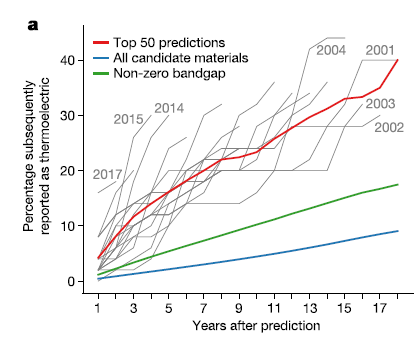 a
Top 50 predictions
All candidate materials
Non-zero bandgap
2004
2001
2015
2014
2003
2002
2017
Percentage subsequently
reported as thermoelectric
40
30
20
10
0
1 3 5 7 9 11 13 15 17
Years after prediction